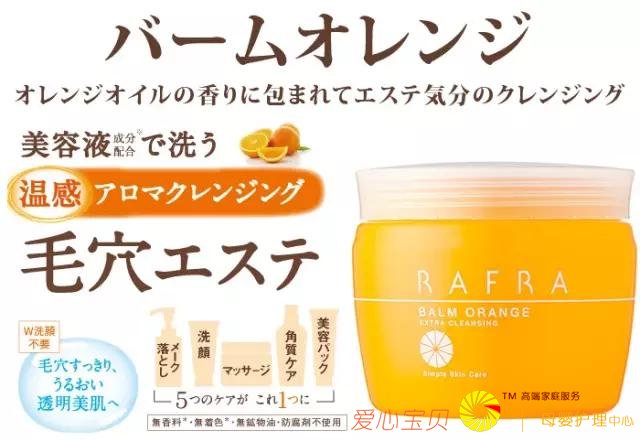 バームオレンジ
オレンジオイルの香りに包まれてエステ気分のクレンジング
美容液成分配合※で洗う
温感アロマクレンジング
毛穴エステ
W洗顔
不要
毛穴すっきり、
うるおい
透明美肌へ
メーク落とし
洗顔
マッサージ
角質ケア
美容パック
5つのケアが これ1つに
無香料*・無着色*・無鉱物油・防腐剤不使用
RAFRA
BALM ORANGE
EXTRA CLEANSING
Simple Skin Care
爱心宝贝
TM 高端家庭服务
母婴护理中心